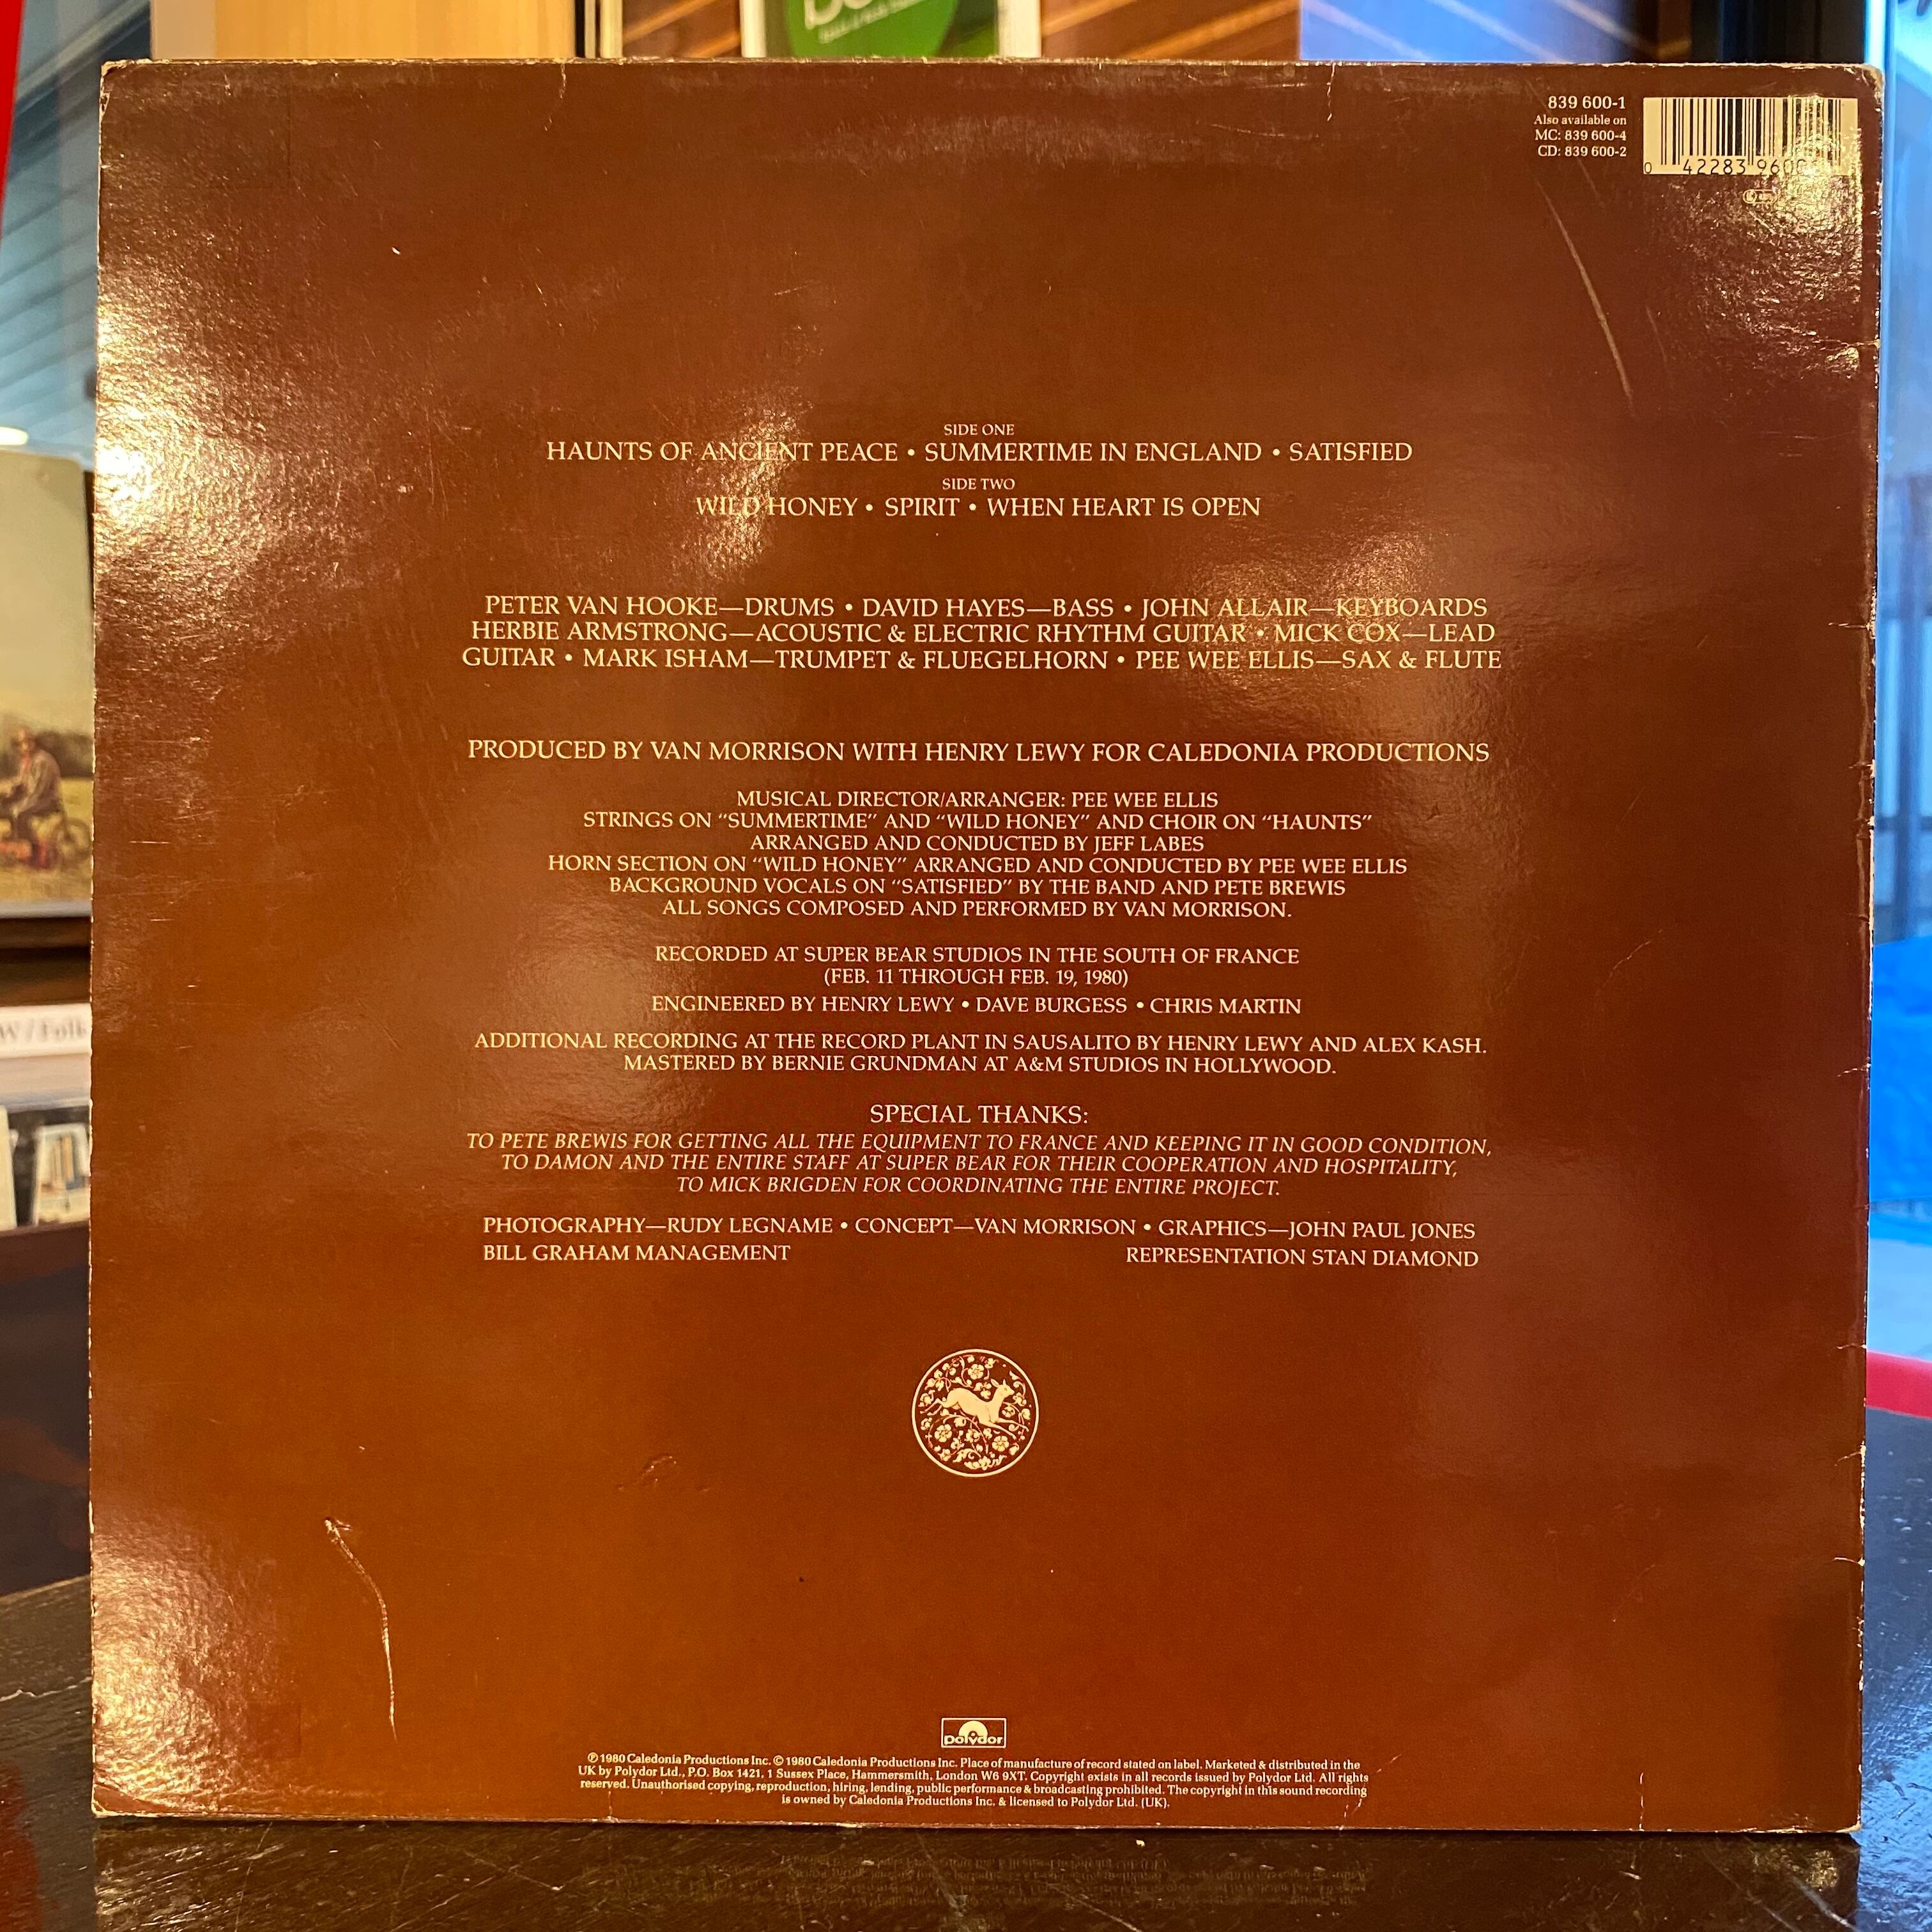 839 600-1
Also available on
MC: 839 600-4
CD: 839 600-2
0 42283
SIDE ONE
HAUNTS OF ANCIENT PEACE • SUMMERTIME IN ENGLAND • SATISFIED
SIDE TWO
WILD HONEY • SPIRIT • WHEN HEART IS OPEN
PETER VAN HOOKE—DRUMS • DAVID HAYES—BASS • JOHN ALLAIR—KEYBOARDS
HERBIE ARMSTRONG—ACOUSTIC & ELECTRIC RHYTHM GUITAR • MICK COX—LEAD
GUITAR • MARK ISHAM—TRUMPET & FLUEGELHORN • PEE WEE ELLIS—SAX & FLUTE
PRODUCED BY VAN MORRISON WITH HENRY LEWY FOR CALEDONIA PRODUCTIONS
MUSICAL DIRECTOR/ARRANGER: PEE WEE ELLIS
STRINGS ON “SUMMERTIME” AND “WILD HONEY” AND CHOIR ON “HAUNTS”
ARRANGED AND CONDUCTED BY JEFF LABES
HORN SECTION ON “WILD HONEY” ARRANGED AND CONDUCTED BY PEE WEE ELLIS
BACKGROUND VOCALS ON “SATISFIED” BY THE BAND AND PETE BREWIS
ALL SONGS COMPOSED AND PERFORMED BY VAN MORRISON.
RECORDED AT SUPER BEAR STUDIOS IN THE SOUTH OF FRANCE
(FEB. 11 THROUGH FEB. 19, 1980)
ENGINEERED BY HENRY LEWY • DAVE BURGESS • CHRIS MARTIN
ADDITIONAL RECORDING AT THE RECORD PLANT IN SAUSALITO BY HENRY LEWY AND ALEX KASH.
MASTERED BY BERNIE GRUNDMAN AT A&M STUDIOS IN HOLLYWOOD.
SPECIAL THANKS:
TO PETE BREWIS FOR GETTING ALL THE EQUIPMENT TO FRANCE AND KEEPING IT IN GOOD CONDITION,
TO DAMON AND THE ENTIRE STAFF AT SUPER BEAR FOR THEIR COOPERATION AND HOSPITALITY,
TO MICK BRIGDEN FOR COORDINATING THE ENTIRE PROJECT.
PHOTOGRAPHY—RUDY LEGNAME • CONCEPT—VAN MORRISON • GRAPHICS—JOHN PAUL JONES
BILL GRAHAM MANAGEMENT REPRESENTATION STAN DIAMOND
polydor
℗ 1980 Caledonia Productions Inc. © 1980 Caledonia Productions Inc. Place of manufacture of record stated on label. Marketed & distributed in the
UK by Polydor Ltd., P.O. Box 1421, 1 Sussex Place, Hammersmith, London W6 9XT. Copyright exists in all records issued by Polydor Ltd. All rights
reserved. Unauthorised copying, reproduction, hiring, lending, public performance & broadcasting prohibited. The copyright in this sound recording
is owned by Caledonia Productions Inc. & licensed to Polydor Ltd. (UK).